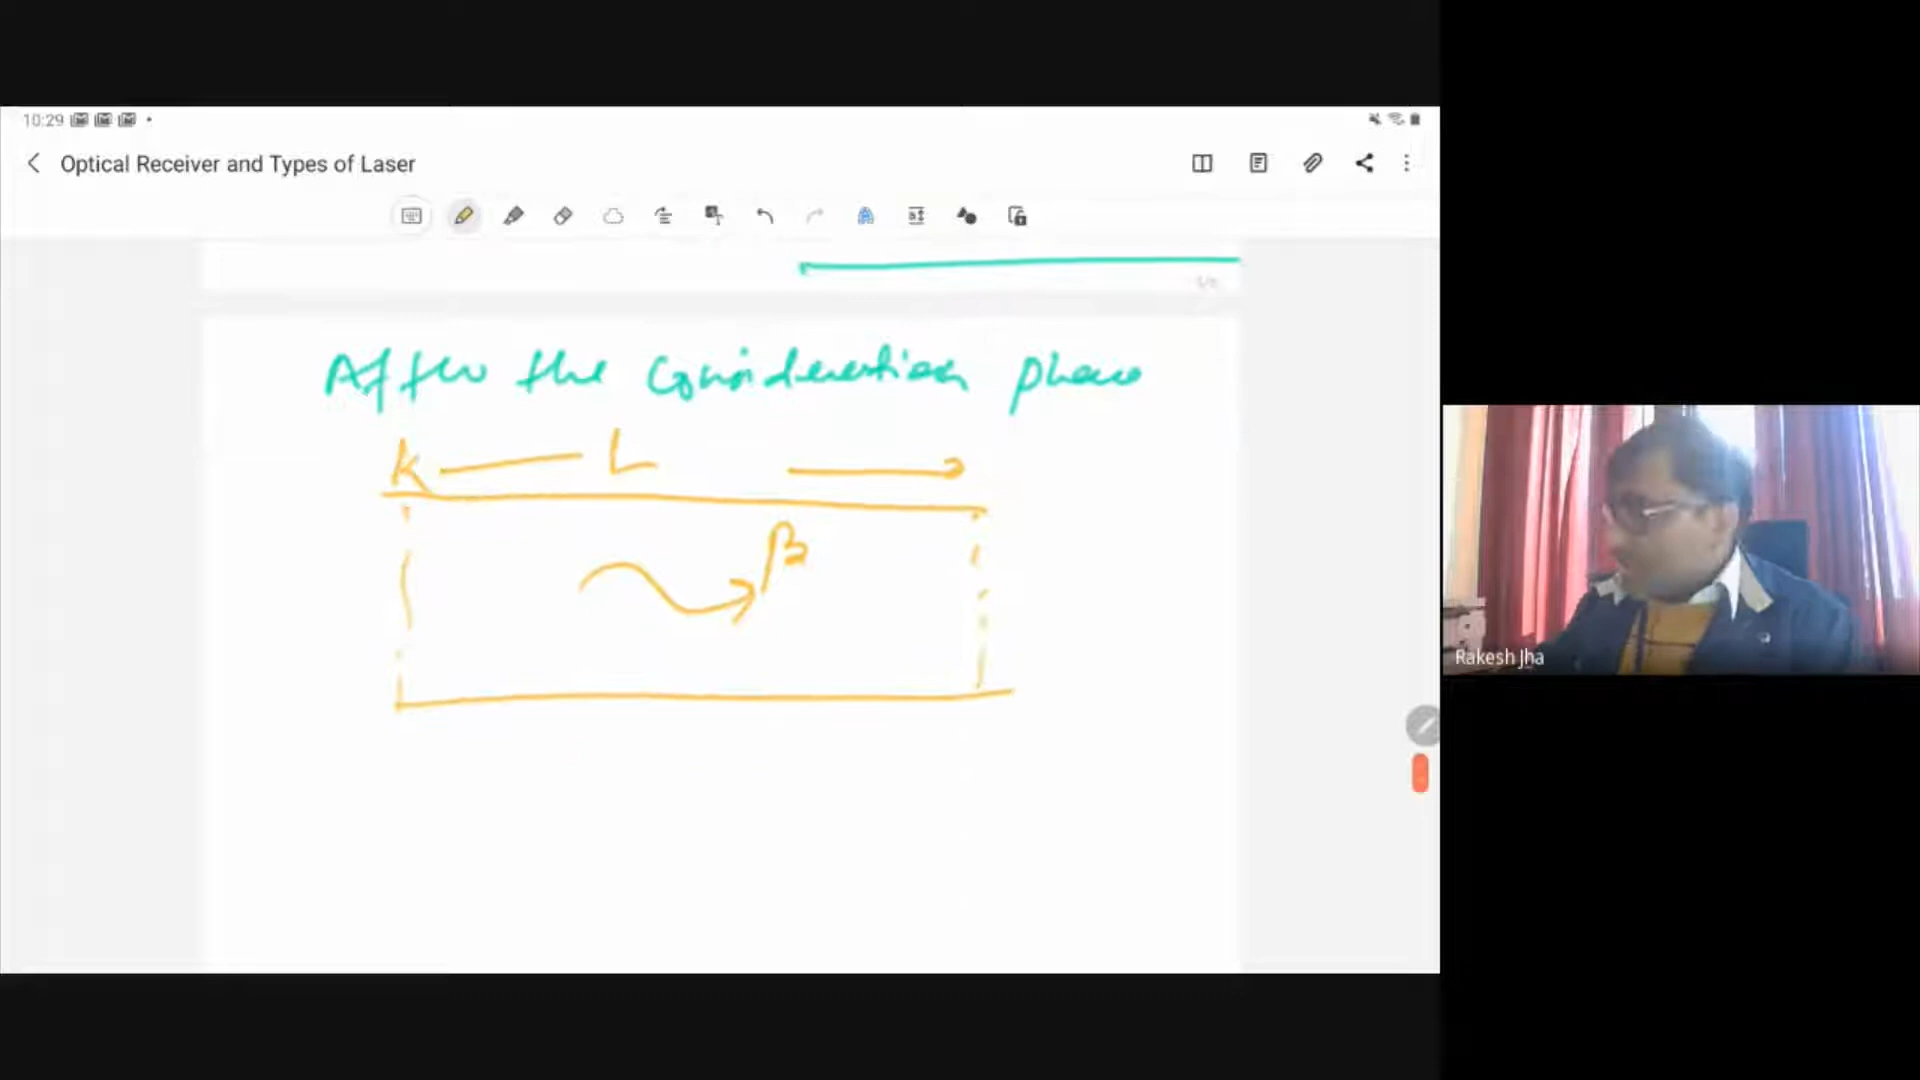 10:29
Optical Receiver and Types of Laser
After the consideration phase
L
β
Rakesh Jha